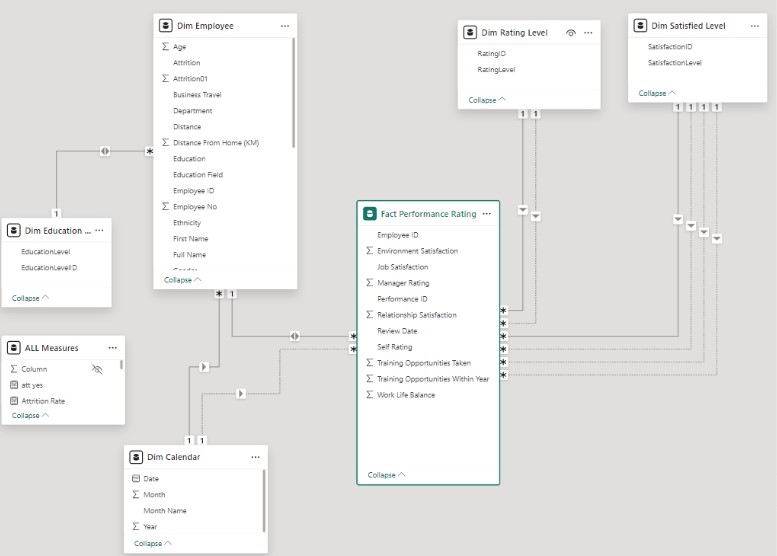 Dim Employee
Age
Attrition
Attrition01
Business Travel
Department
Distance
Distance From Home (KM)
Education
Education Field
Employee ID
Employee No
Ethnicity
First Name
Full Name
Collapse
Dim Rating Level
RatingID
RatingLevel
Collapse
Dim Satisfied Level
SatisfactionID
SatisfactionLevel
Collapse
1
1
1
1
1
1
Dim Education ...
EducationLevel
EducationLevelID
Collapse
1
Fact Performance Rating
Employee ID
Environment Satisfaction
Job Satisfaction
Manager Rating
Performance ID
Relationship Satisfaction
Review Date
Self Rating
Training Opportunities Taken
Training Opportunities Within Year
Work Life Balance
Collapse
1
ALL Measures
Column
att yes
Attrition Rate
Collapse
1
1
Dim Calendar
Date
Month
Month Name
Year
Collapse